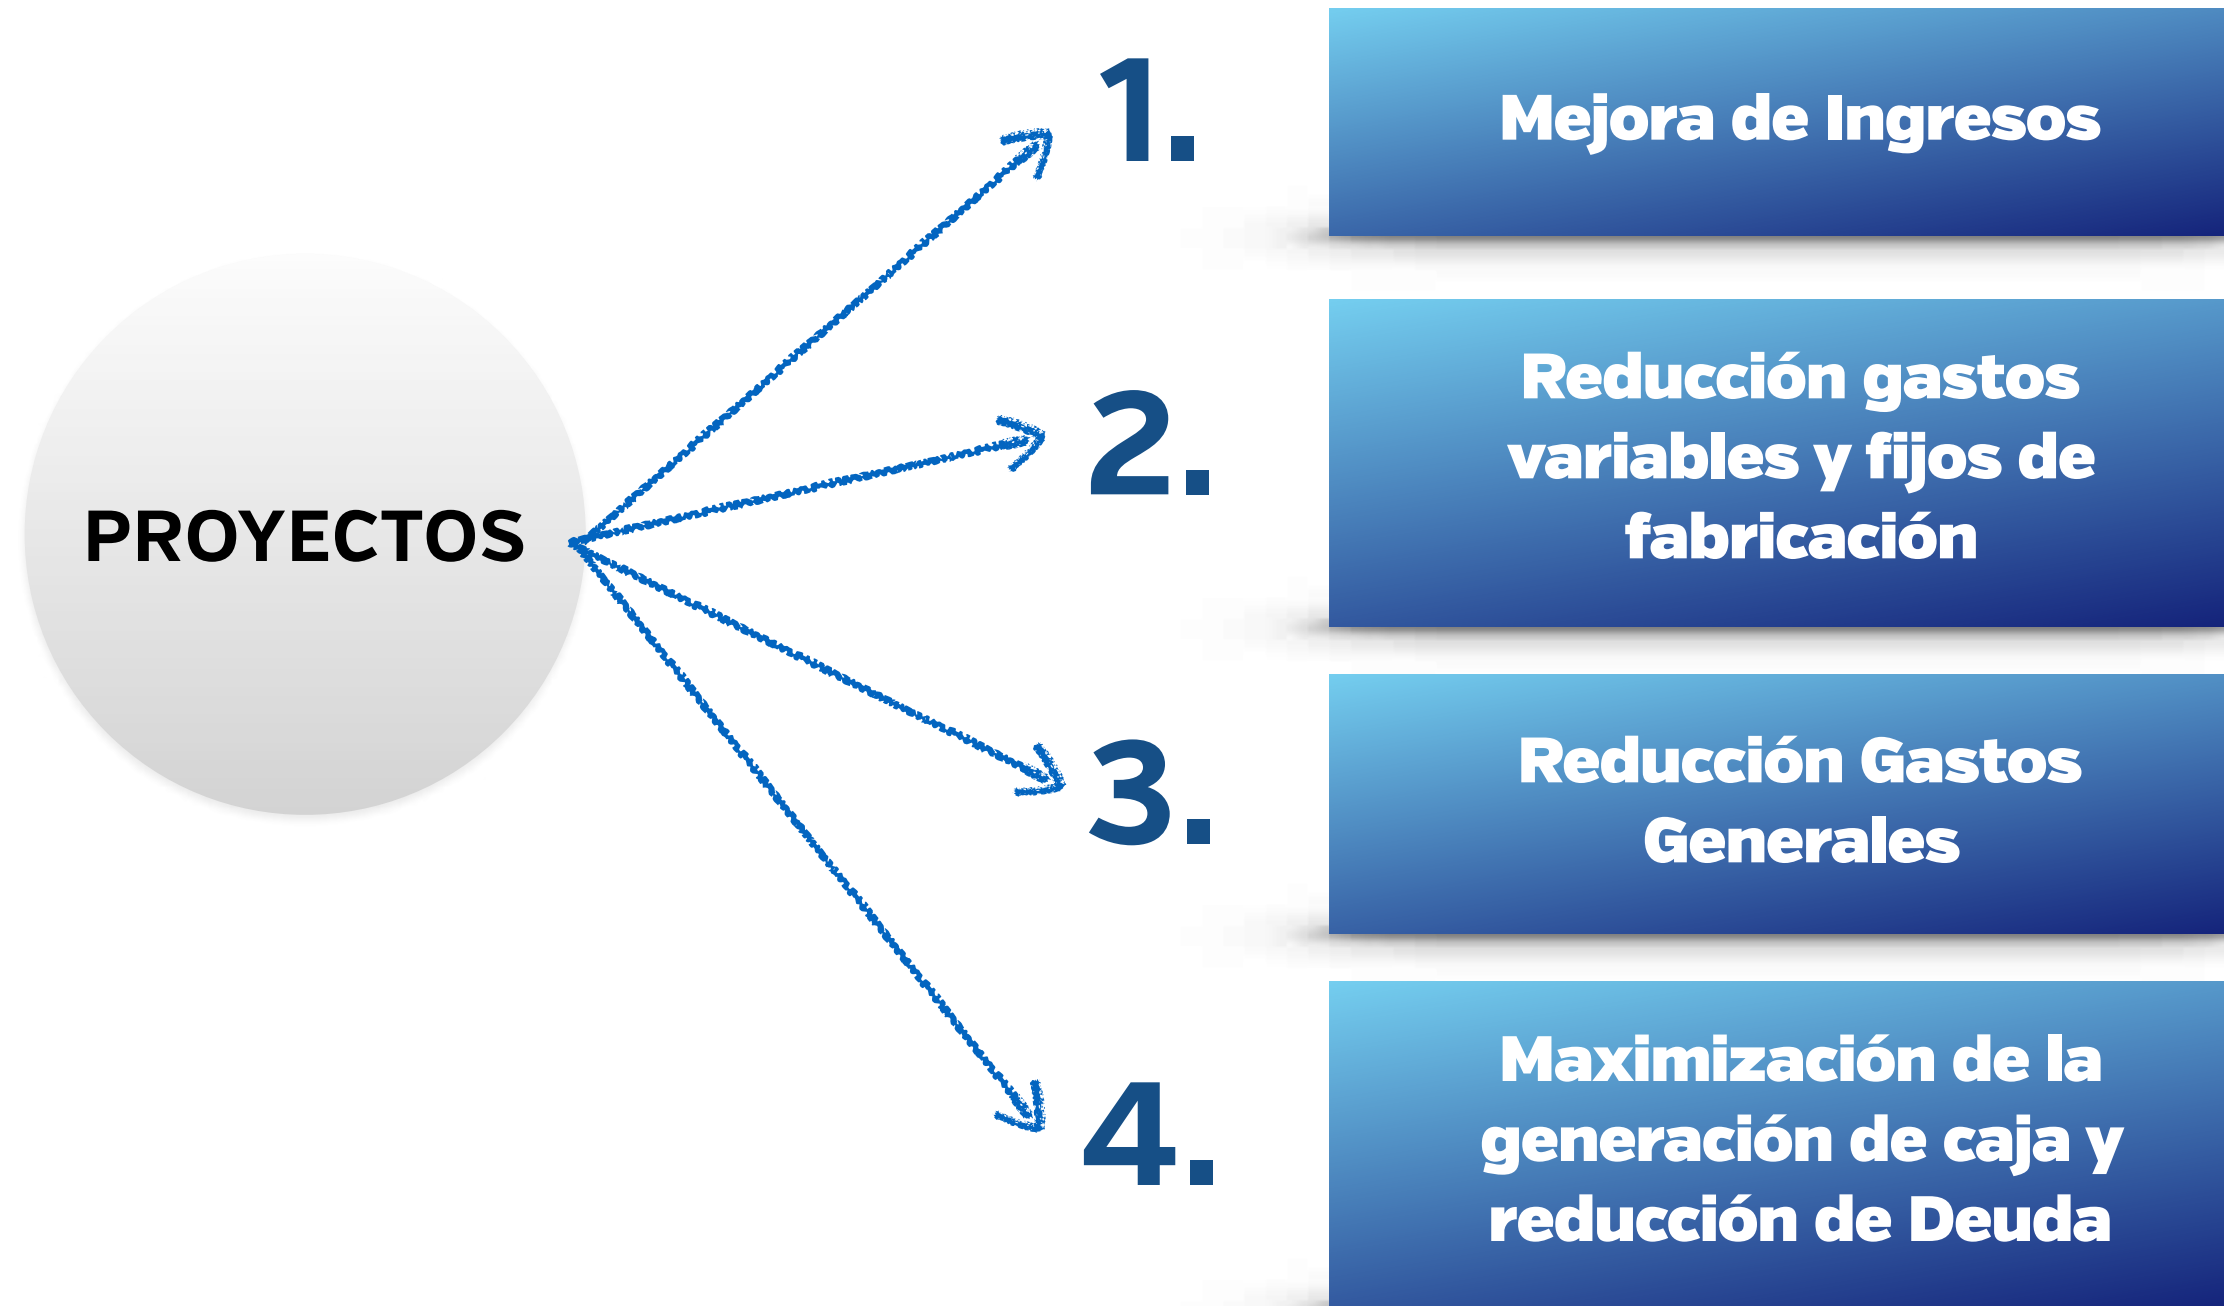 PROYECTOS
1.
Mejora de Ingresos
2.
Reducción gastos
variables y fijos de
fabricación
3.
Reducción Gastos
Generales
4.
Maximización de la
generación de caja y
reducción de Deuda